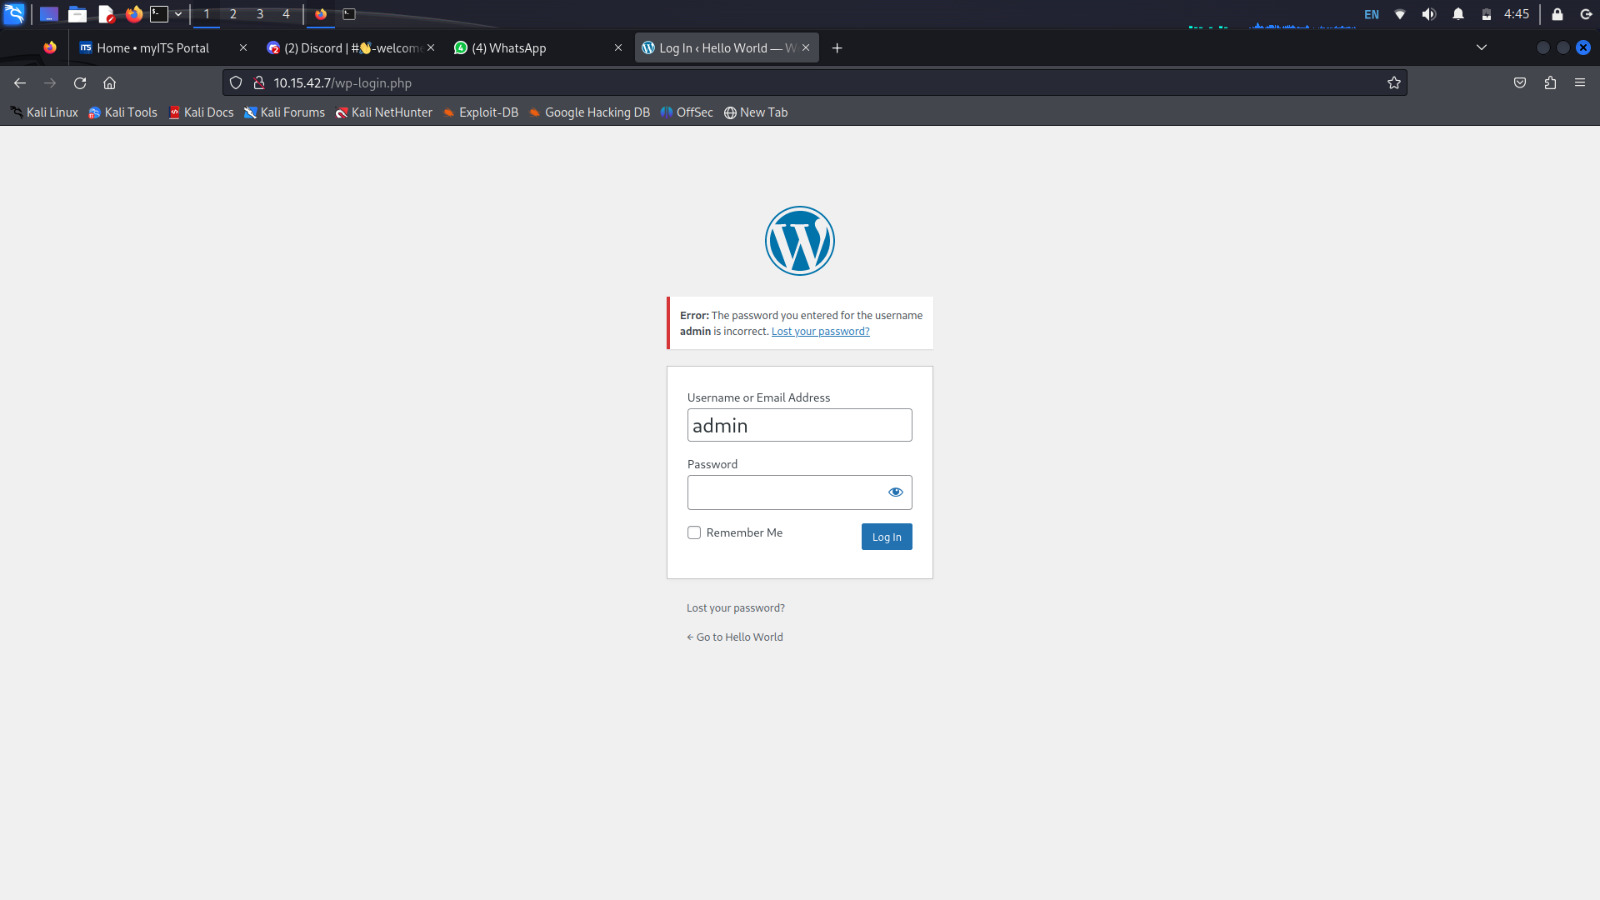 1 2 3 4 EN 4:45
Home • myITS Portal (2) Discord | #👋-welcome (4) WhatsApp Log In ‹ Hello World — W
10.15.42.7/wp-login.php
Kali Linux Kali Tools Kali Docs Kali Forums Kali NetHunter Exploit-DB Google Hacking DB OffSec New Tab
Error: The password you entered for the username
admin is incorrect. Lost your password?
Username or Email Address
admin
Password
Remember Me
Log In
Lost your password?
← Go to Hello World